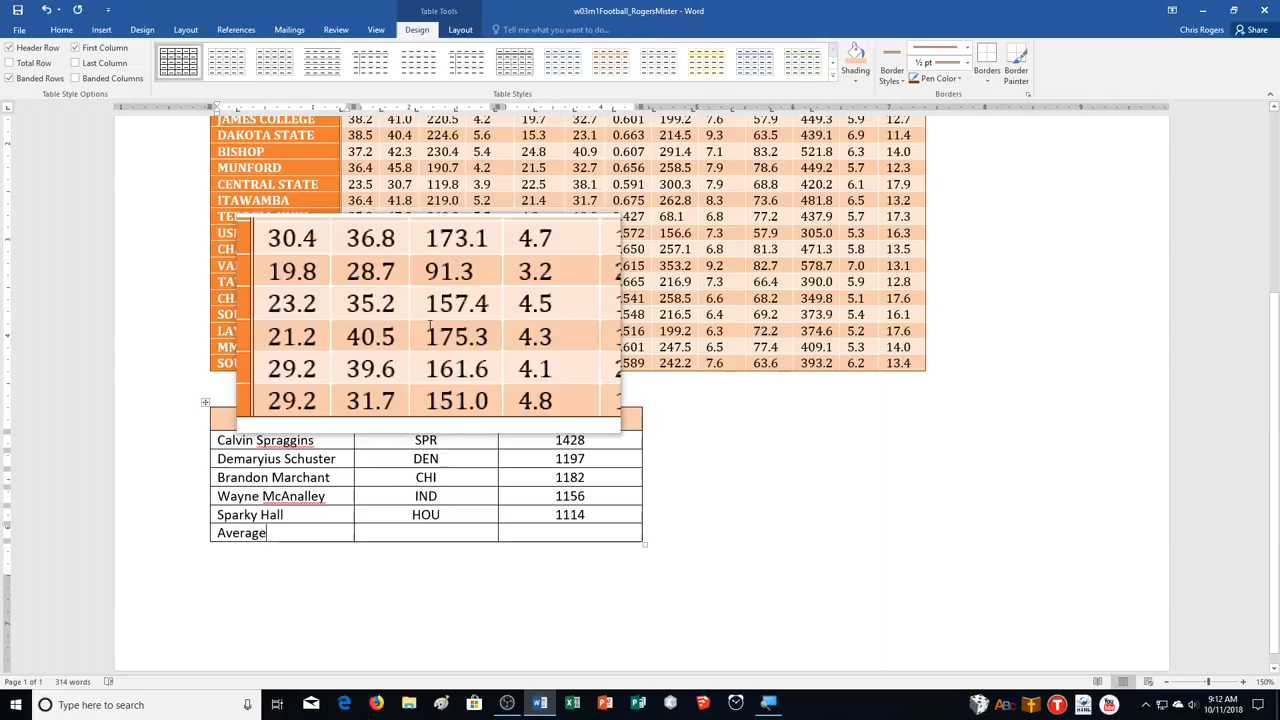 Table Tools
w03m1Football_RogersMister - Word
File Home Insert Design Layout References Mailings Review View Design Layout Tell me what you want to do... Chris Rogers Share
Header Row First Column
Total Row Last Column
Banded Rows Banded Columns
Table Style Options
Table Styles
Shading
Border Styles
½ pt
Pen Color
Borders
Border Painter
Borders
JAMES COLLEGE 38.2 41.0 220.5 4.2 19.7 32.7 0.601 199.2 7.6 57.9 449.3 5.9 12.7
DAKOTA STATE 38.5 40.4 224.6 5.6 15.3 23.1 0.663 214.5 9.3 63.5 439.1 6.9 11.4
BISHOP 37.2 42.3 230.4 5.4 24.8 40.9 0.607 291.4 7.1 83.2 521.8 6.3 14.0
MUNFORD 36.4 45.8 190.7 4.2 21.5 32.7 0.656 258.5 7.9 78.6 449.2 5.7 12.3
CENTRAL STATE 23.5 30.7 119.8 3.9 22.5 38.1 0.591 300.3 7.9 68.8 420.2 6.1 17.9
ITAWAMBA 36.4 41.8 219.0 5.2 21.4 31.7 0.675 262.8 8.3 73.6 481.8 6.5 13.2
68.1 6.8 77.2 437.9 5.7 17.3
156.6 7.3 57.9 305.0 5.3 16.3
257.1 6.8 81.3 471.3 5.8 13.5
353.2 9.2 82.7 578.7 7.0 13.1
216.9 7.3 66.4 390.0 5.9 12.8
258.5 6.6 68.2 349.8 5.1 17.6
216.5 6.4 69.2 373.9 5.4 16.1
199.2 6.3 72.2 374.6 5.2 17.6
247.5 6.5 77.4 409.1 5.3 14.0
242.2 7.6 63.6 393.2 6.2 13.4
30.4 36.8 173.1 4.7
19.8 28.7 91.3 3.2
23.2 35.2 157.4 4.5
21.2 40.5 175.3 4.3
29.2 39.6 161.6 4.1
29.2 31.7 151.0 4.8
Calvin Spraggins SPR 1428
Demaryius Schuster DEN 1197
Brandon Marchant CHI 1182
Wayne McAnalley IND 1156
Sparky Hall HOU 1114
Average
Page 1 of 1 314 words 150%
Type here to search
9:12 AM
10/11/2018